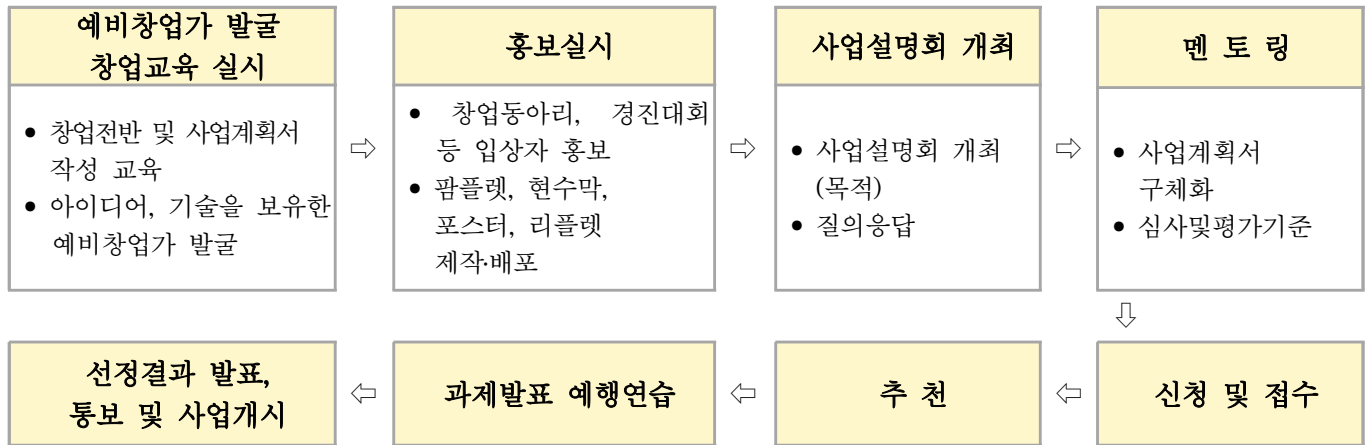 예비창업가 발굴
창업교육 실시
• 창업전반 및 사업계획서
작성 교육
• 아이디어, 기술을 보유한
예비창업가 발굴
⇨
홍보실시
• 창업동아리, 경진대회
등 입상자 홍보
• 팜플렛, 현수막,
포스터, 리플렛
제작·배포
⇨
사업설명회 개최
• 사업설명회 개최
(목적)
• 질의응답
⇨
멘 토 링
• 사업계획서
구체화
• 심사및평가기준
⇩
신청 및 접수
⇦
추 천
⇦
과제발표 예행연습
⇦
선정결과 발표,
통보 및 사업개시